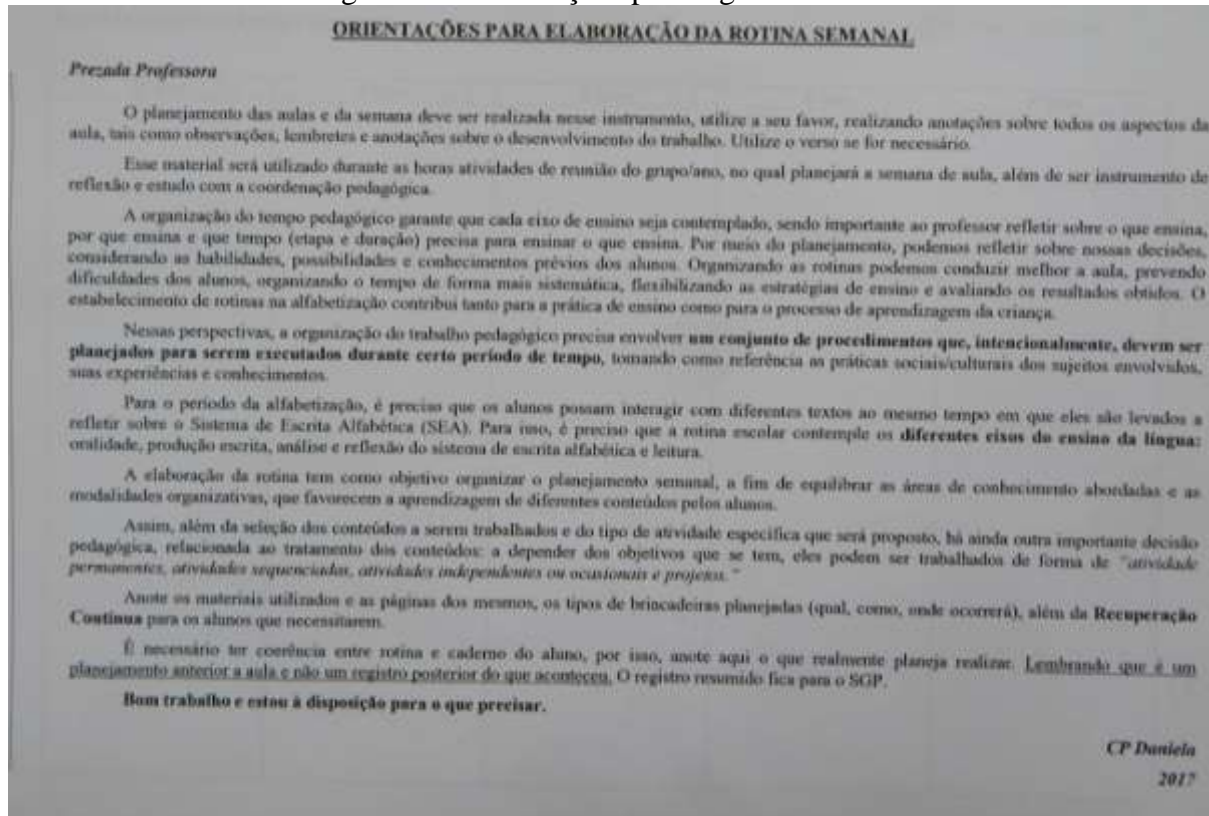 ORIENTAÇÕES PARA ELABORAÇÃO DA ROTINA SEMANAL
Prezada Professora
O planejamento das aulas e da semana deve ser realizada nesse instrumento, utilize a seu favor, realizando anotações sobre todos os aspectos da
aula, tais como observações, lembretes e anotações sobre o desenvolvimento do trabalho. Utilize o verso se for necessário.
Esse material será utilizado durante as horas atividades de reunião do grupo/ano, no qual planejará a semana de aula, além de ser instrumento de
reflexão e estudo com a coordenação pedagógica.
A organização do tempo pedagógico garante que cada eixo de ensino seja contemplado, sendo importante ao professor refletir sobre o que ensina,
por que ensina e que tempo (etapa e duração) precisa para ensinar o que ensina. Por meio do planejamento, podemos refletir sobre nossas decisões,
considerando as habilidades, possibilidades e conhecimentos prévios dos alunos. Organizando as rotinas podemos conduzir melhor a aula, prevendo
dificuldades dos alunos, organizando o tempo de forma mais sistemática, flexibilizando as estratégias de ensino e avaliando os resultados obtidos. O
estabelecimento de rotinas na alfabetização contribui tanto para a prática de ensino como para o processo de aprendizagem da criança.
Nessas perspectivas, a organização do trabalho pedagógico precisa envolver um conjunto de procedimentos que, intencionalmente, devem ser
planejados para serem executados durante certo período de tempo, tomando como referência as práticas sociais/culturais dos sujeitos envolvidos,
suas experiências e conhecimentos.
Para o período da alfabetização, é preciso que os alunos possam interagir com diferentes textos ao mesmo tempo em que eles são levados a
refletir sobre o Sistema de Escrita Alfabética (SEA). Para isso, é preciso que a rotina escolar contemple os diferentes eixos do ensino da língua:
oralidade, produção escrita, análise e reflexão do sistema de escrita alfabética e leitura.
A elaboração da rotina tem como objetivo organizar o planejamento semanal, a fim de equilibrar as áreas de conhecimento abordadas e as
modalidades organizativas, que favorecem a aprendizagem de diferentes conteúdos pelos alunos.
Assim, além da seleção dos conteúdos a serem trabalhados e do tipo de atividade específica que será proposto, há ainda outra importante decisão
pedagógica, relacionada ao tratamento dos conteúdos: a depender dos objetivos que se tem, eles podem ser trabalhados de forma de "atividade
permanentes, atividades sequenciadas, atividades independentes ou ocasionais e projetos."
Anote os materiais utilizados e as páginas dos mesmos, os tipos de brincadeiras planejadas (qual, como, onde ocorrerá), além da Recuperação
Contínua para os alunos que necessitarem.
É necessário ter coerência entre rotina e caderno do aluno, por isso, anote aqui o que realmente planeja realizar. Lembrando que é um
planejamento anterior a aula e não um registro posterior do que aconteceu. O registro resumido fica para o SGP.
Bom trabalho e estou à disposição para o que precisar.
CP Daniela
2017